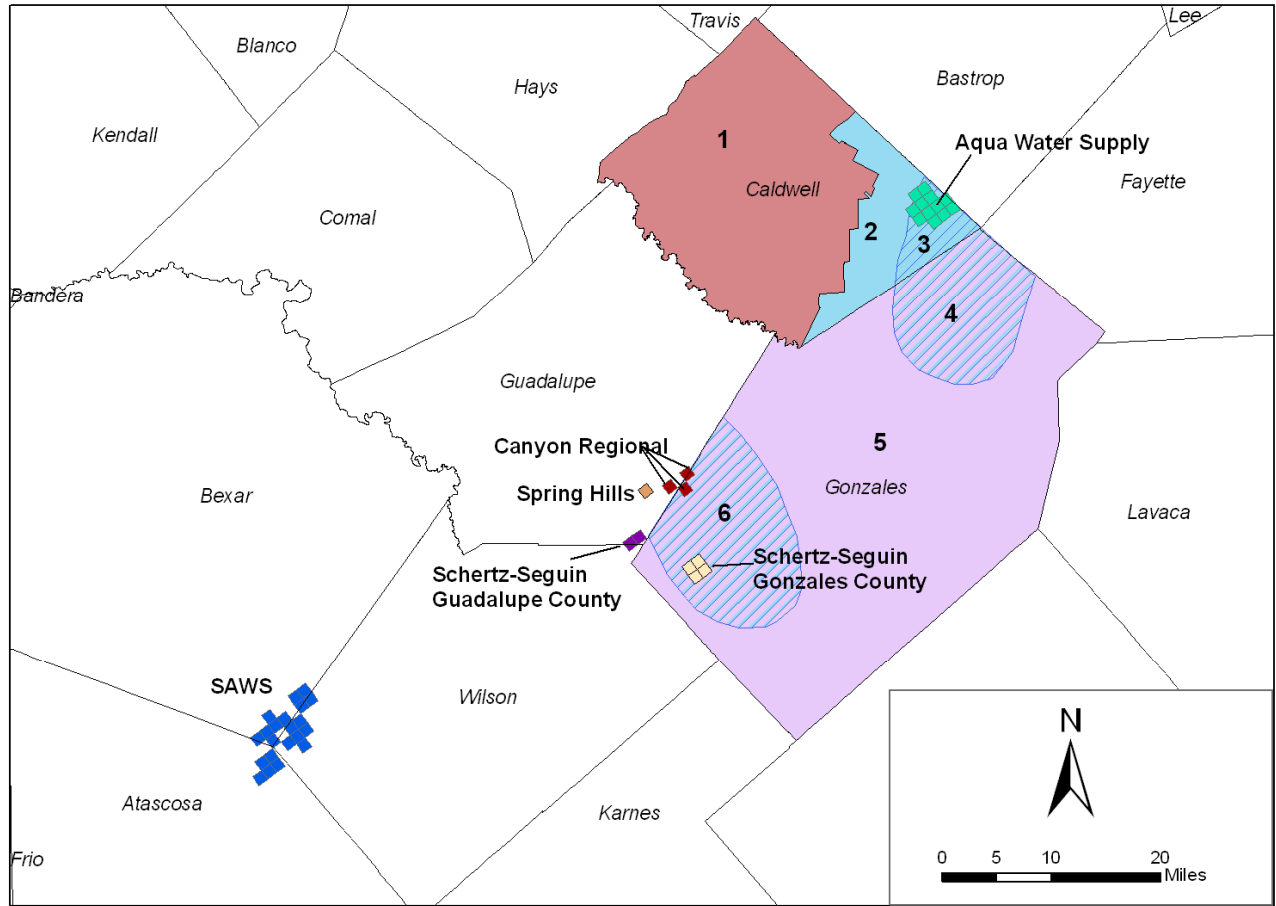 Travis
Lee
Blanco
Hays
Bastrop
Kendall
1
Aqua Water Supply
Caldwell
Fayette
Comal
2
3
Bandera
4
Guadalupe
5
Canyon Regional
Gonzales
Spring Hills
Bexar
6
Lavaca
Schertz-Seguin
Gonzales County
Schertz-Seguin
Guadalupe County
SAWS
Wilson
N
Atascosa
Karnes
Frio
0 5 10 20
Miles